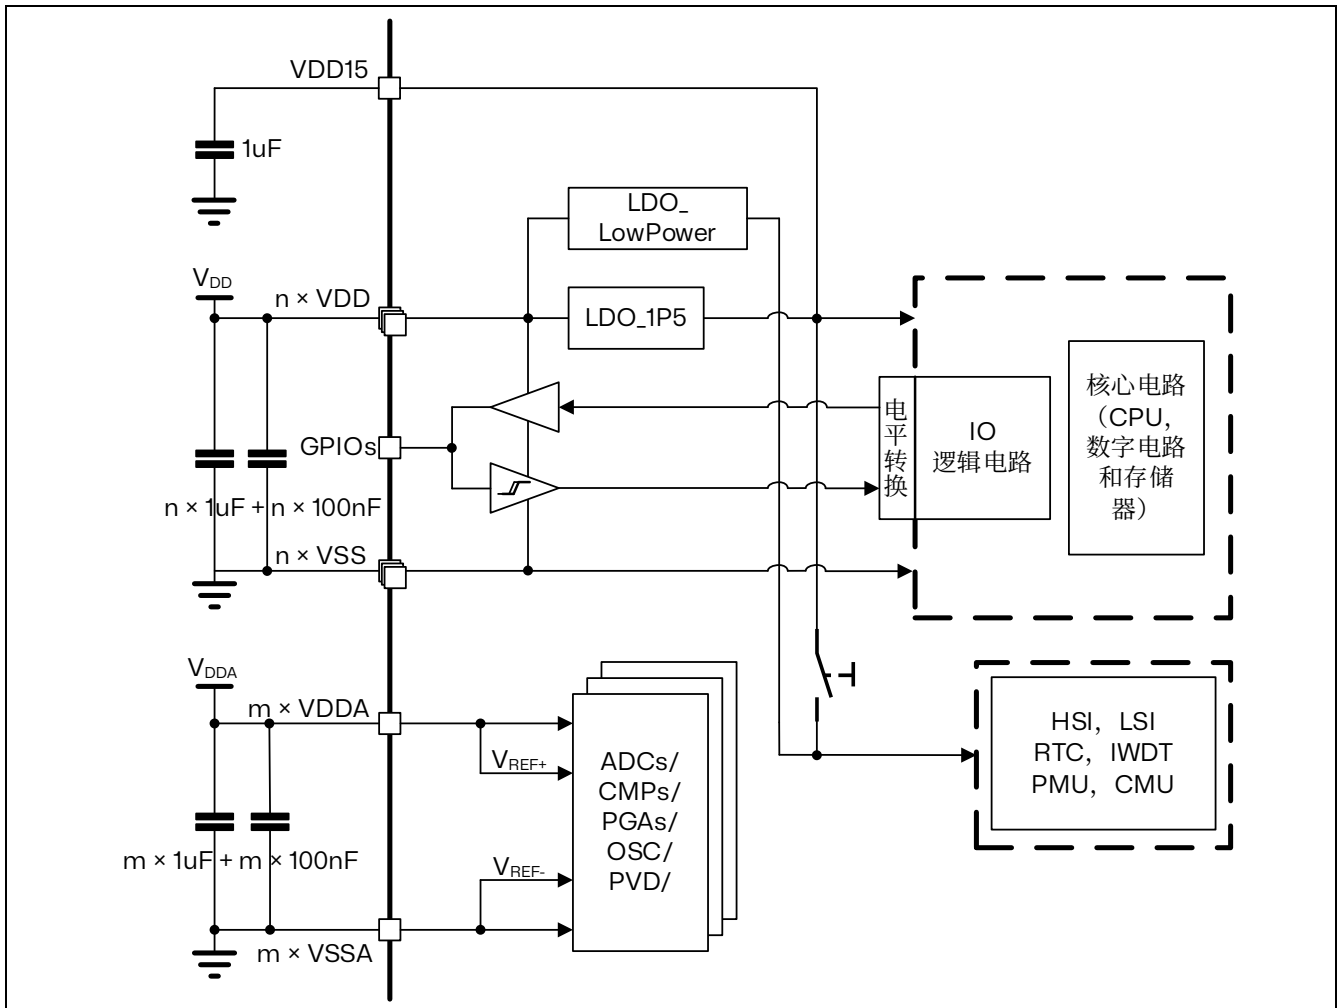 VDD15
1uF
LDO_
LowPower
VDD
n × VDD
LDO_1P5
GPIOs
电平转换
IO
逻辑电路
核心电路
（CPU，
数字电路
和存储
器）
n × 1uF + n × 100nF
n × VSS
VDDA
m × VDDA
VREF+
ADCs/
CMPs/
PGAs/
OSC/
PVD/
HSI，LSI
RTC，IWDT
PMU，CMU
m × 1uF + m × 100nF
VREF-
m × VSSA